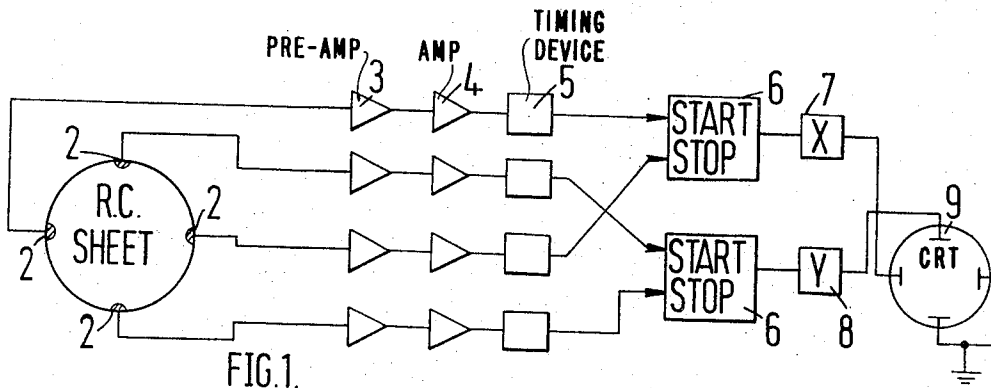 TIMING
DEVICE
PRE-AMP
AMP
3
4
5
6
7
START
STOP
X
2
2
2
2
R.C.
SHEET
9
CRT
START
STOP
6
Y
8
FIG.1.